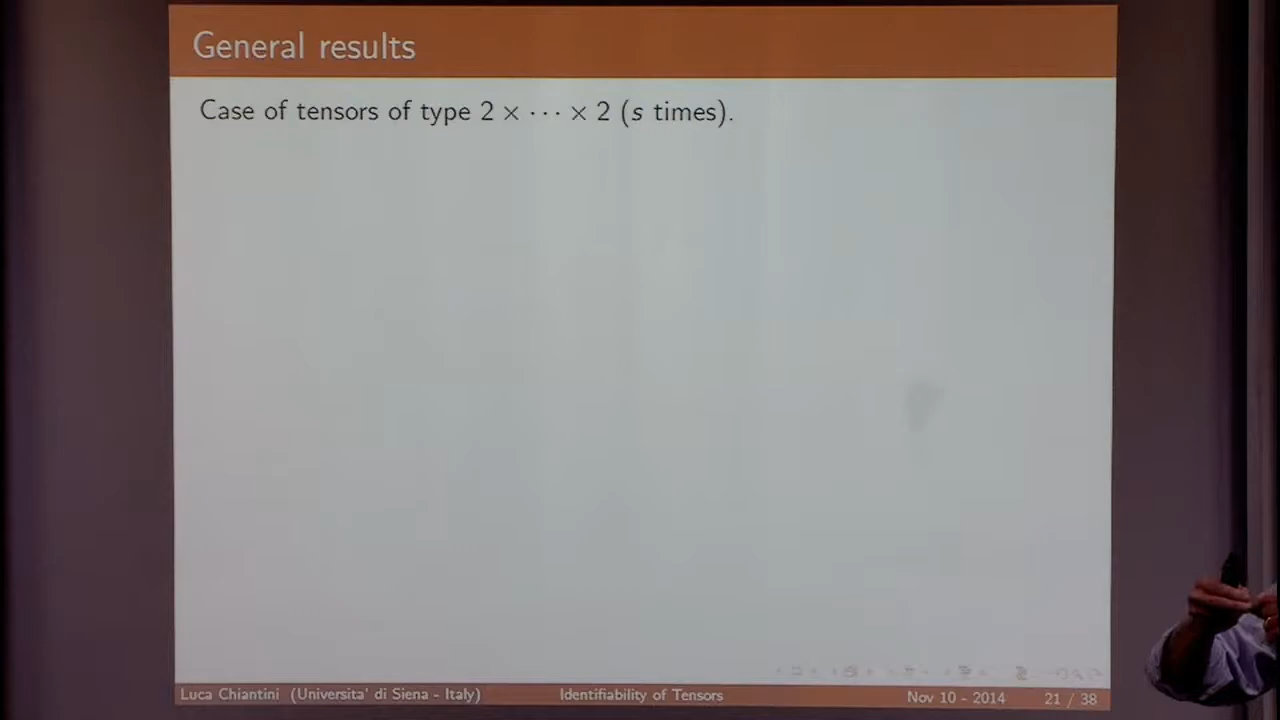 General results
Case of tensors of type 2 × ⋯ × 2 (s times).
Luca Chiantini (Universita' di Siena - Italy) Identifiability of Tensors Nov 10 - 2014 21 / 38